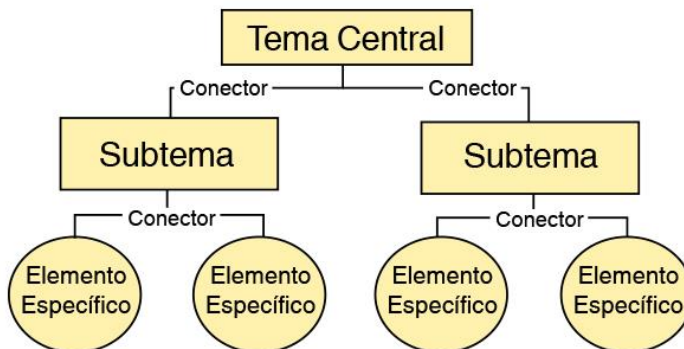 Tema Central
Conector
Conector
Subtema
Subtema
Conector
Conector
Elemento
Específico
Elemento
Específico
Elemento
Específico
Elemento
Específico